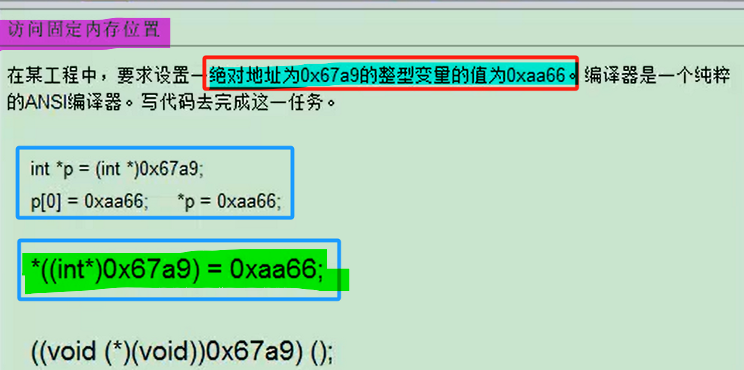 访问固定内存位置
在某工程中，要求设置一绝对地址为0x67a9的整型变量的值为0xaa66。编译器是一个纯粹
的ANSI编译器。写代码去完成这一任务。
int *p = (int *)0x67a9;
p[0] = 0xaa66; *p = 0xaa66;
*((int*)0x67a9) = 0xaa66;
((void (*)(void))0x67a9) ();